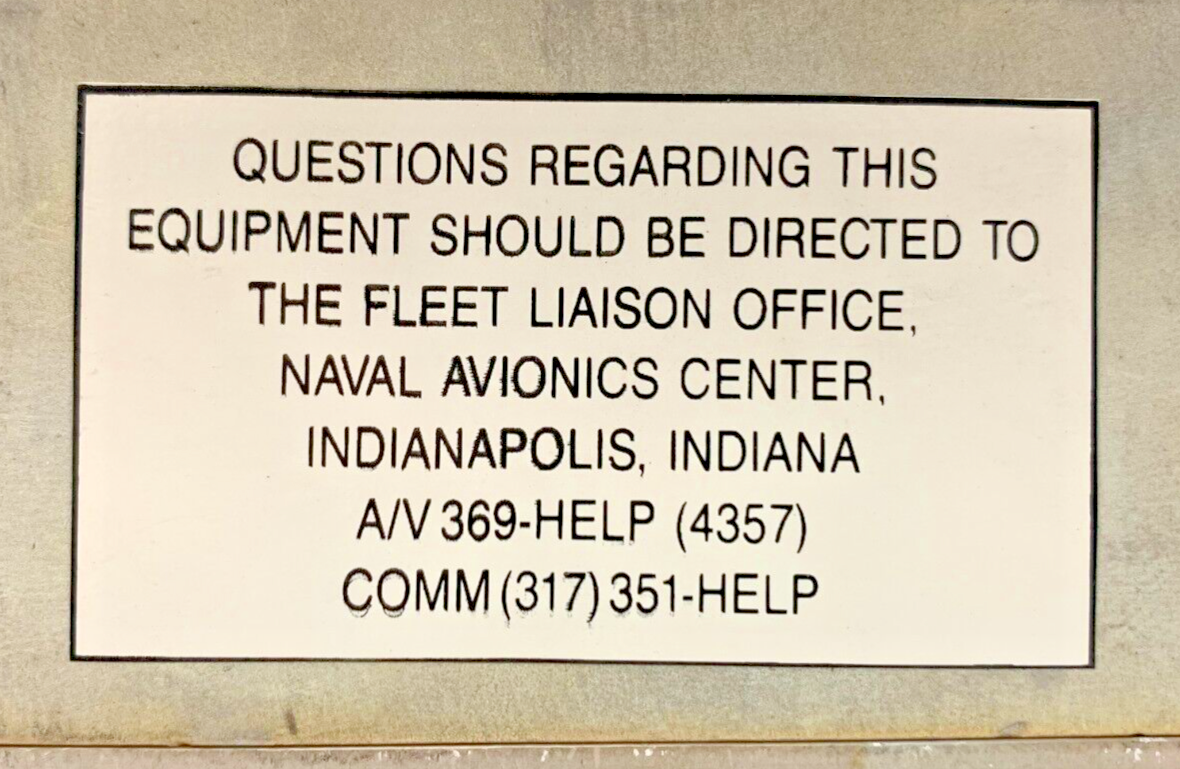 QUESTIONS REGARDING THIS
EQUIPMENT SHOULD BE DIRECTED TO
THE FLEET LIAISON OFFICE,
NAVAL AVIONICS CENTER,
INDIANAPOLIS, INDIANA
A/V 369-HELP (4357)
COMM (317) 351-HELP